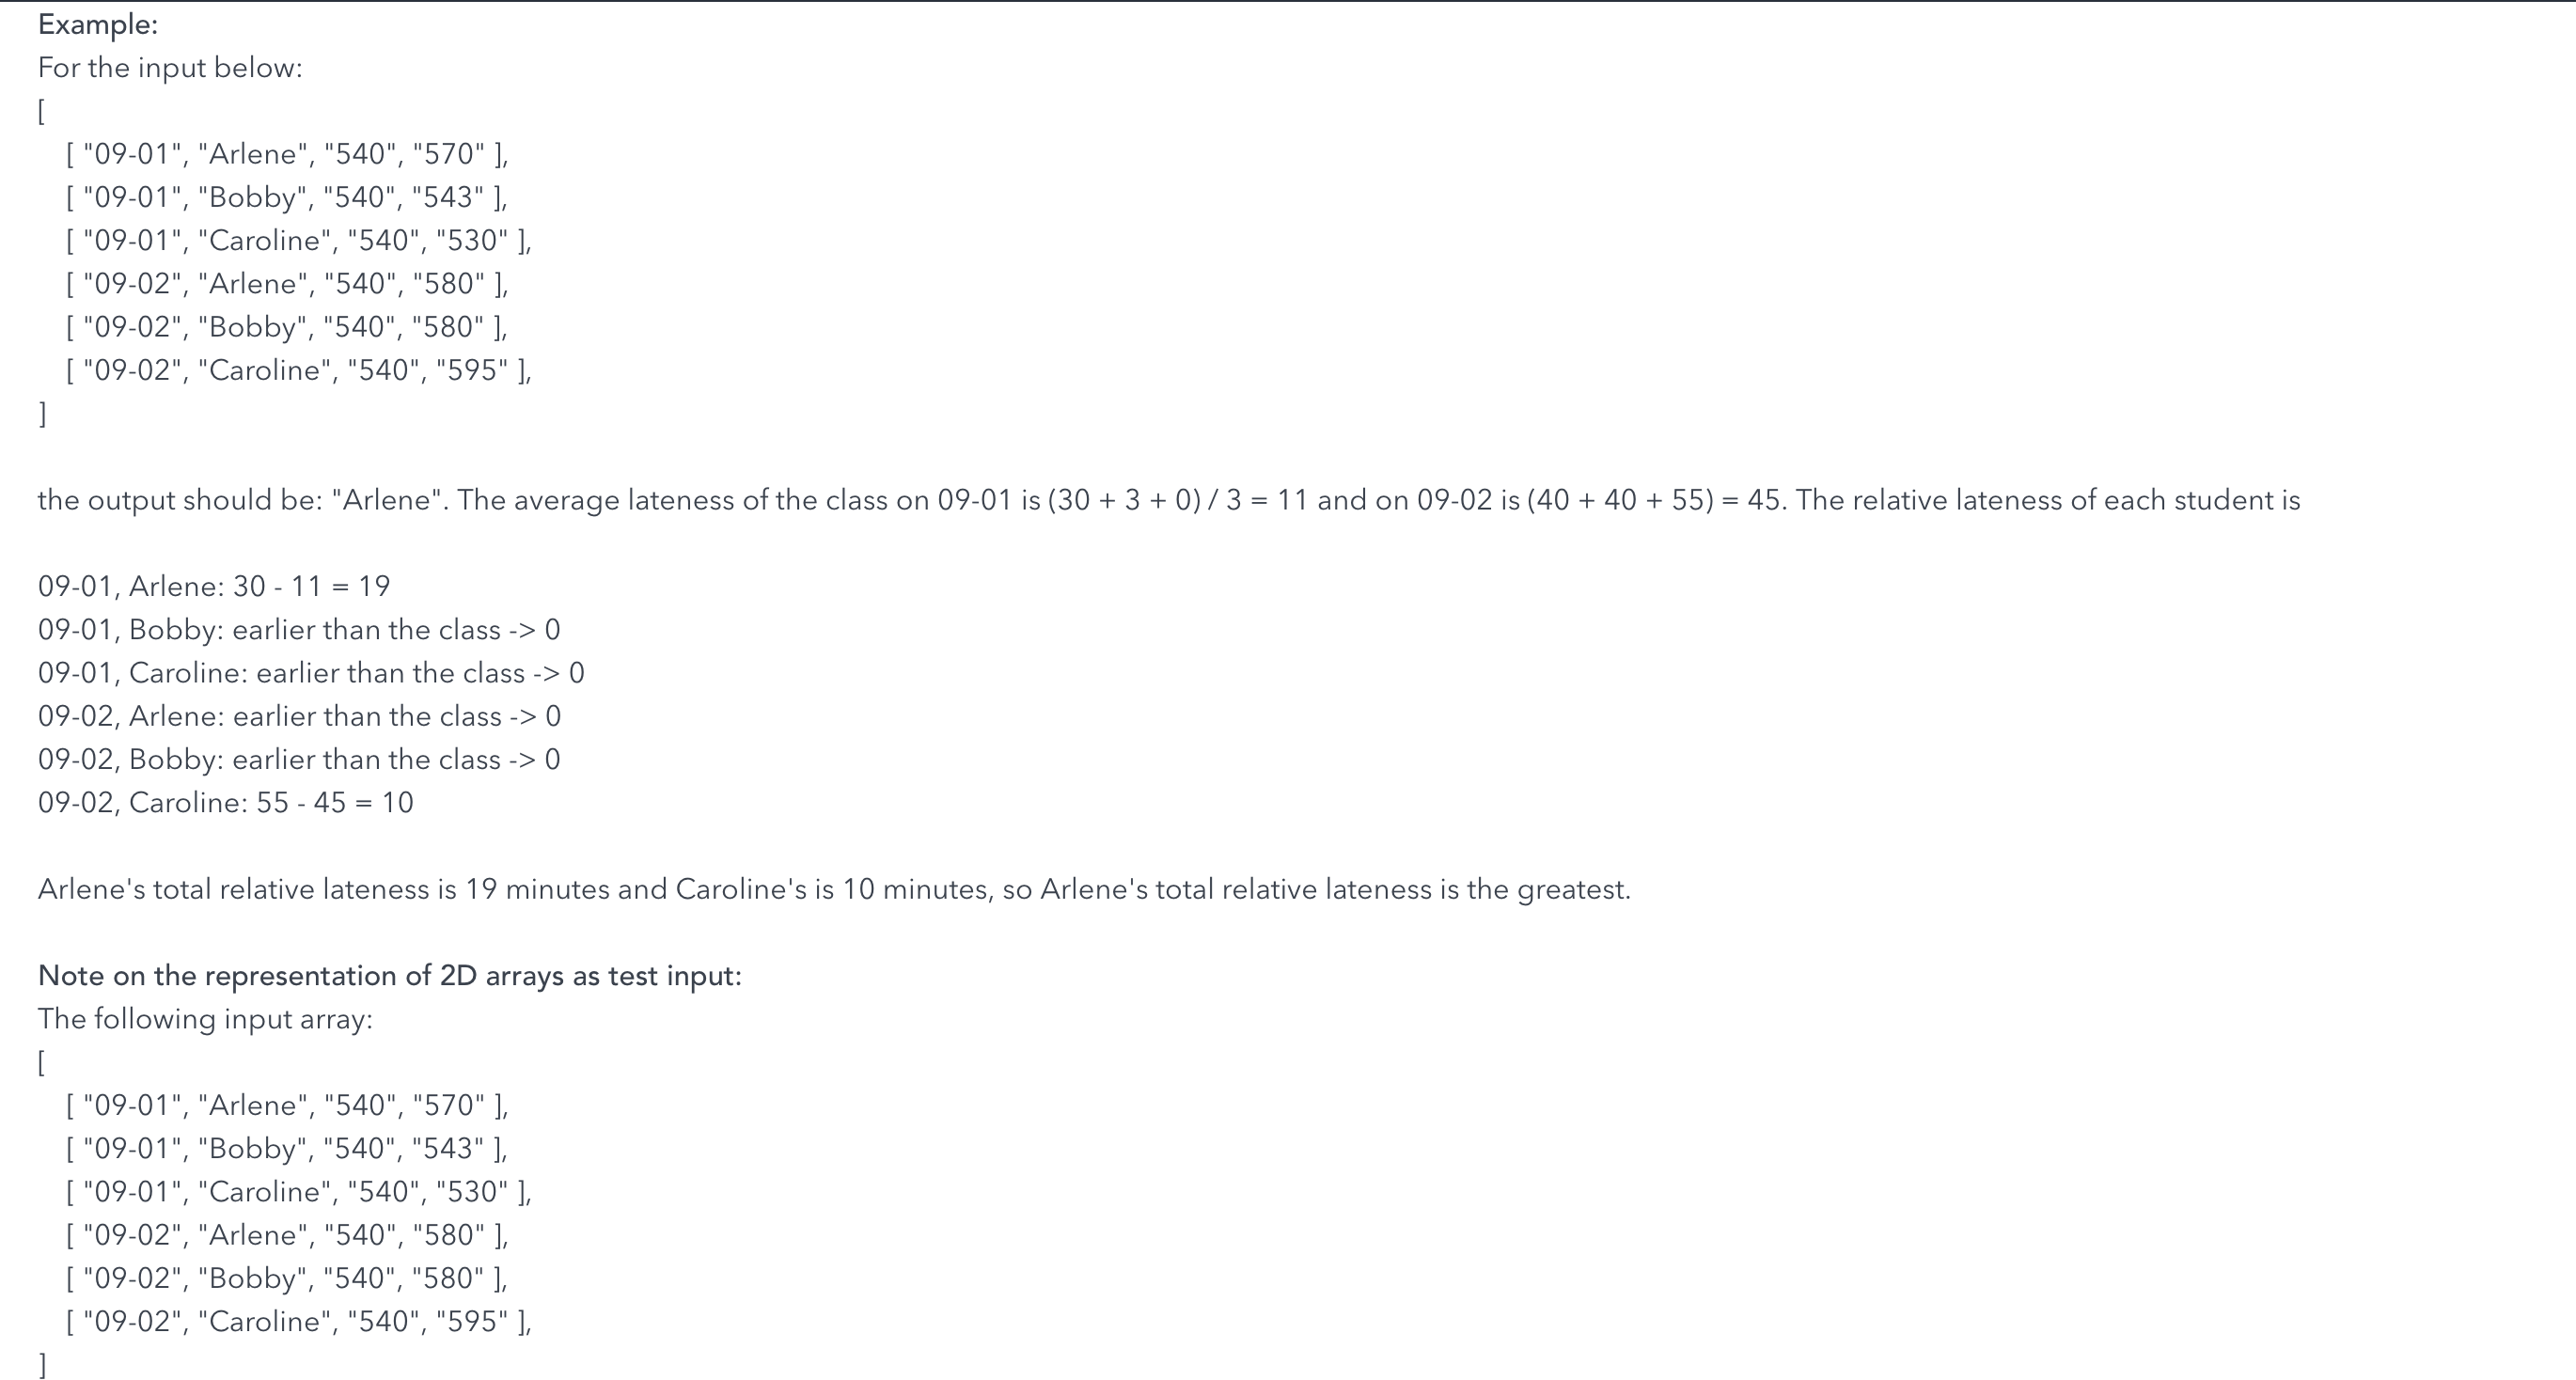 Example:
For the input below:
[
[ "09-01", "Arlene", "540", "570" ],
[ "09-01", "Bobby", "540", "543" ],
[ "09-01", "Caroline", "540", "530" ],
[ "09-02", "Arlene", "540", "580" ],
[ "09-02", "Bobby", "540", "580" ],
[ "09-02", "Caroline", "540", "595" ],
]
the output should be: "Arlene". The average lateness of the class on 09-01 is (30 + 3 + 0) / 3 = 11 and on 09-02 is (40 + 40 + 55) = 45. The relative lateness of each student is
09-01, Arlene: 30 - 11 = 19
09-01, Bobby: earlier than the class -> 0
09-01, Caroline: earlier than the class -> 0
09-02, Arlene: earlier than the class -> 0
09-02, Bobby: earlier than the class -> 0
09-02, Caroline: 55 - 45 = 10
Arlene's total relative lateness is 19 minutes and Caroline's is 10 minutes, so Arlene's total relative lateness is the greatest.
Note on the representation of 2D arrays as test input:
The following input array:
[
[ "09-01", "Arlene", "540", "570" ],
[ "09-01", "Bobby", "540", "543" ],
[ "09-01", "Caroline", "540", "530" ],
[ "09-02", "Arlene", "540", "580" ],
[ "09-02", "Bobby", "540", "580" ],
[ "09-02", "Caroline", "540", "595" ],
]